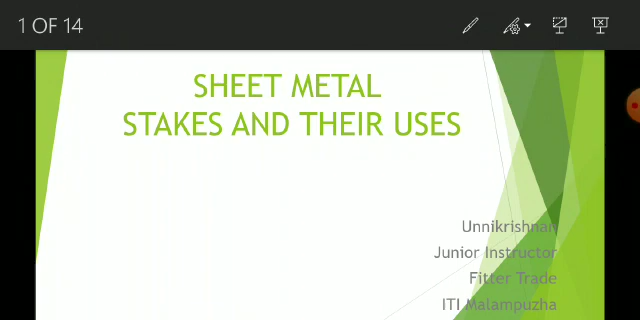 1 OF 14
SHEET METAL
STAKES AND THEIR USES
Unnikrishnan
Junior Instructor
Fitter Trade
ITI Malampuzha